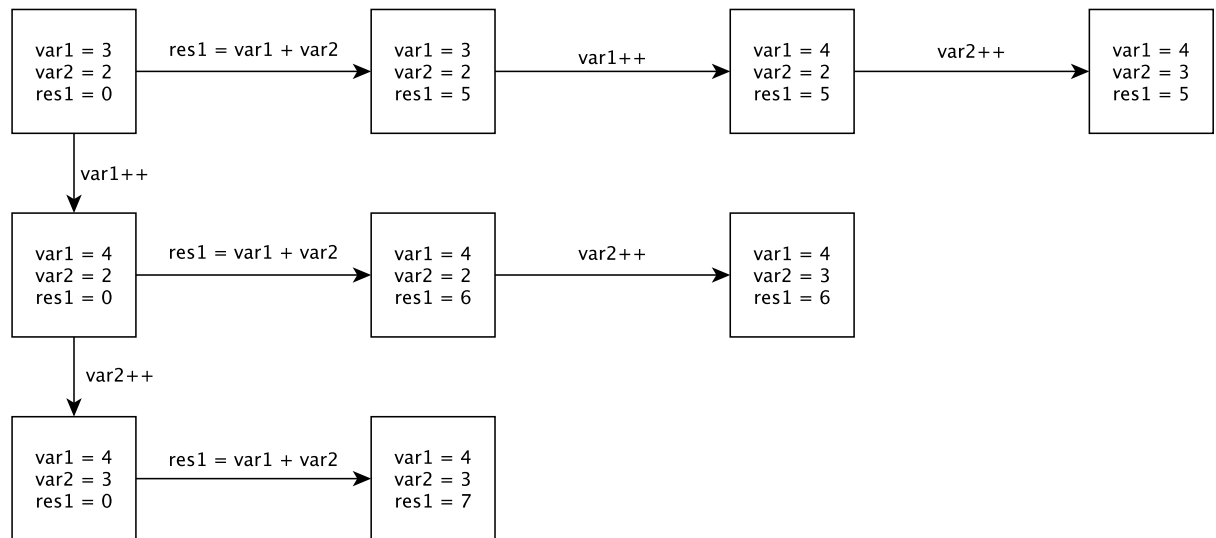 var1 = 3
var2 = 2
res1 = 0
res1 = var1 + var2
var1 = 3
var2 = 2
res1 = 5
var1++
var1 = 4
var2 = 2
res1 = 5
var2++
var1 = 4
var2 = 3
res1 = 5
var1++
var1 = 4
var2 = 2
res1 = 0
res1 = var1 + var2
var1 = 4
var2 = 2
res1 = 6
var2++
var1 = 4
var2 = 3
res1 = 6
var2++
var1 = 4
var2 = 3
res1 = 0
res1 = var1 + var2
var1 = 4
var2 = 3
res1 = 7